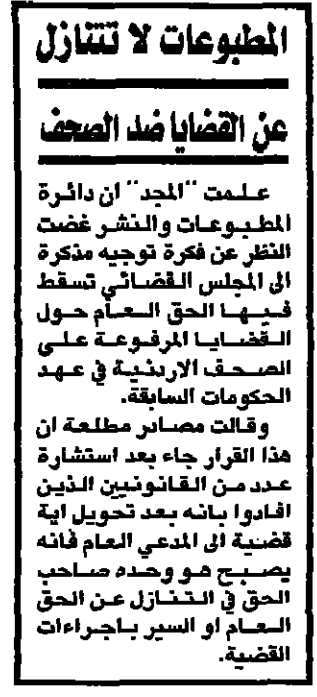 المطبوعات لا تتنازل
عن القضايا ضد الصحف
علمت "المجد" ان دائرة
المطبوعات والنشر غضت
النظر عن فكرة توجيه مذكرة
الى المجلس القضائي تسقط
فيها الحق العام حول
القضايا المرفوعة على
الصحف الاردنية في عهد
الحكومات السابقة.
وقالت مصادر مطلعة ان
هذا القرار جاء بعد استشارة
عدد من القانونيين الذين
افادوا بانه بعد تحويل اية
قضية الى المدعي العام فانه
يصبح هو وحده صاحب
الحق في التنازل عن الحق
العام او السير باجراءات
القضية.